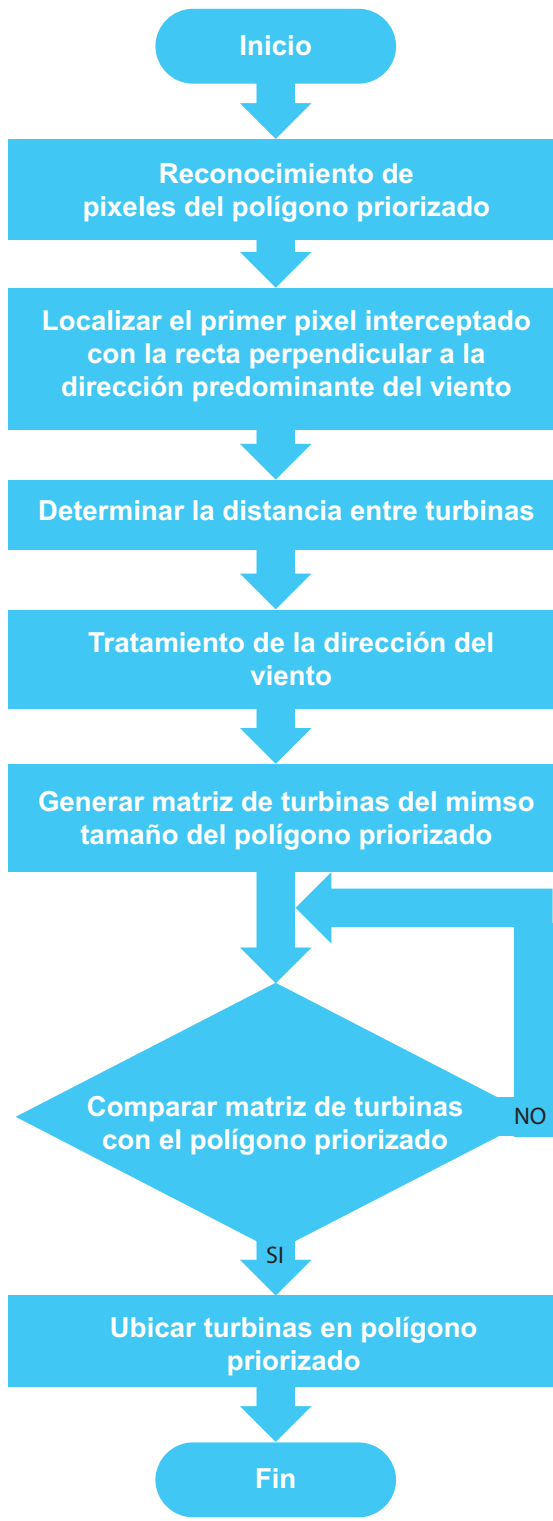 Inicio
Reconocimiento de
pixeles del polígono priorizado
Localizar el primer pixel interceptado
con la recta perpendicular a la
dirección predominante del viento
Determinar la distancia entre turbinas
Tratamiento de la dirección del
viento
Generar matriz de turbinas del mimso
tamaño del polígono priorizado
Comparar matriz de turbinas
con el polígono priorizado
NO
SI
Ubicar turbinas en polígono
priorizado
Fin